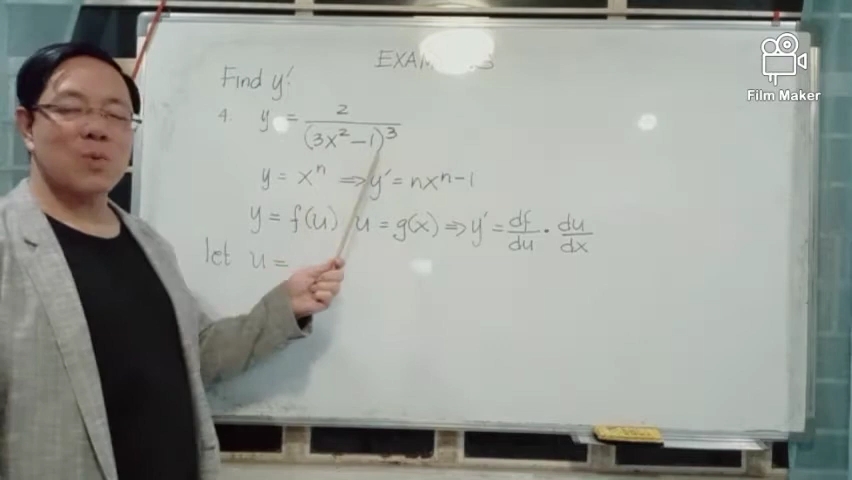 Find y'.
4. y = 2/(3x² – 1)³
y = xⁿ ⇒ y' = nxⁿ⁻¹
y = f(u) u = g(x) ⇒ y' = df/du · du/dx
let u =
Film Maker